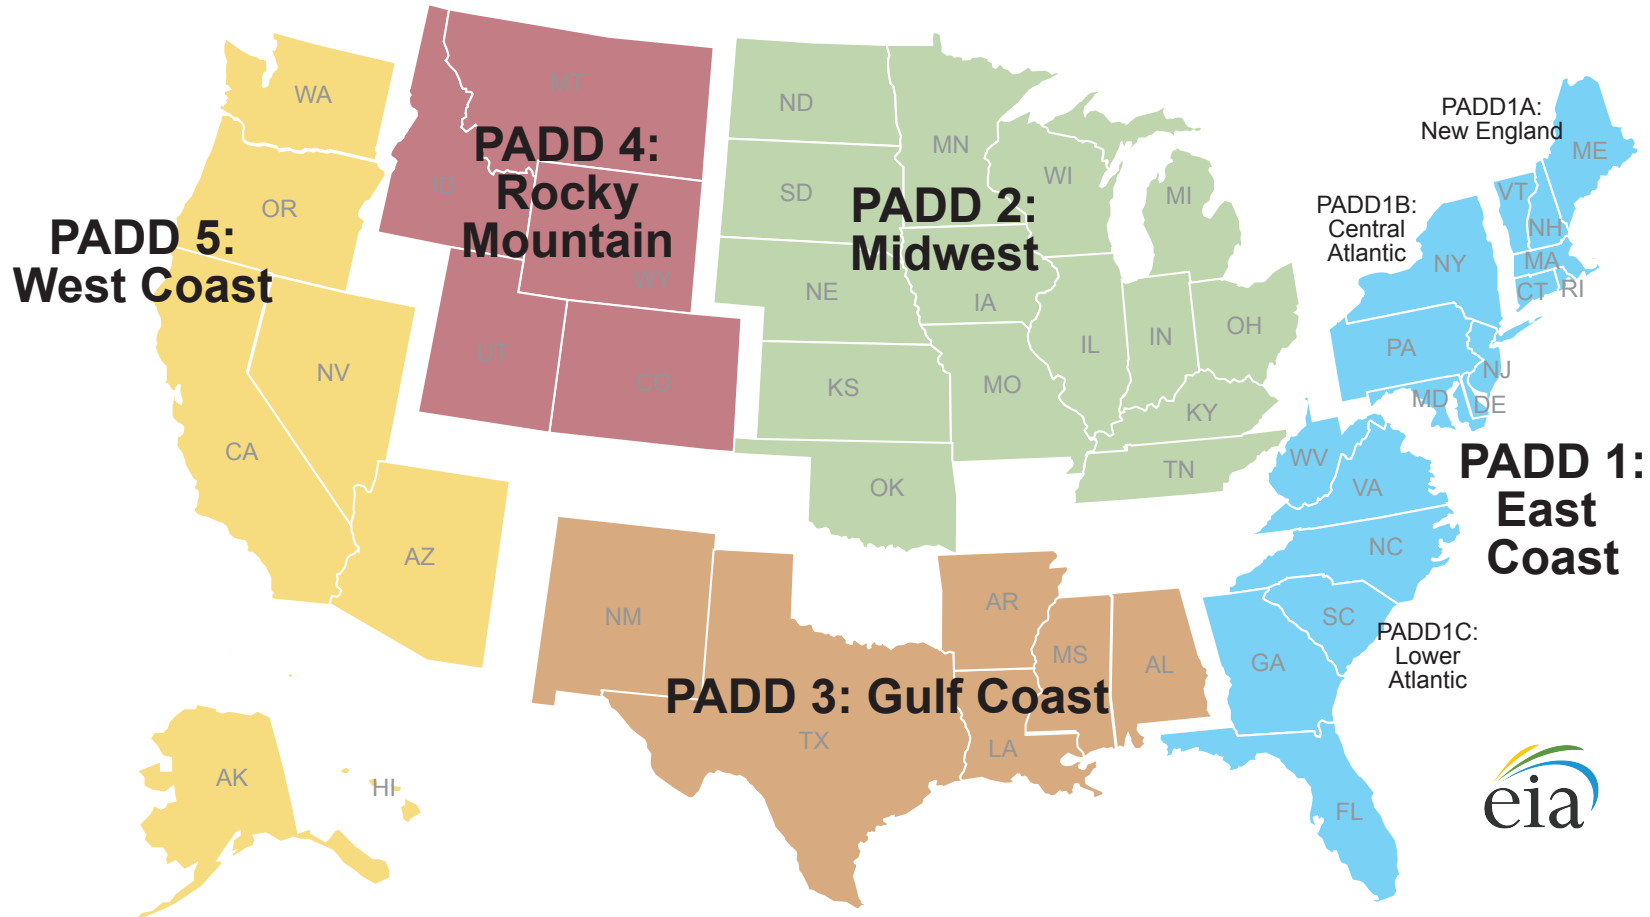 WA
MT
ND
MN
PADD1A:
New England
ME
PADD 4:
Rocky
Mountain
ID
OR
SD
WI
MI
VT
PADD 2:
Midwest
PADD1B:
Central
Atlantic
NH
PADD 5:
West Coast
WY
NE
IA
NY
MA
CT
RI
UT
NV
CO
KS
MO
IL
IN
OH
PA
NJ
MD
DE
KY
CA
TN
WV
VA
PADD 1:
East
Coast
OK
AZ
NC
NM
AR
SC
PADD1C:
Lower
Atlantic
MS
AL
GA
PADD 3: Gulf Coast
TX
LA
AK
HI
FL
eia